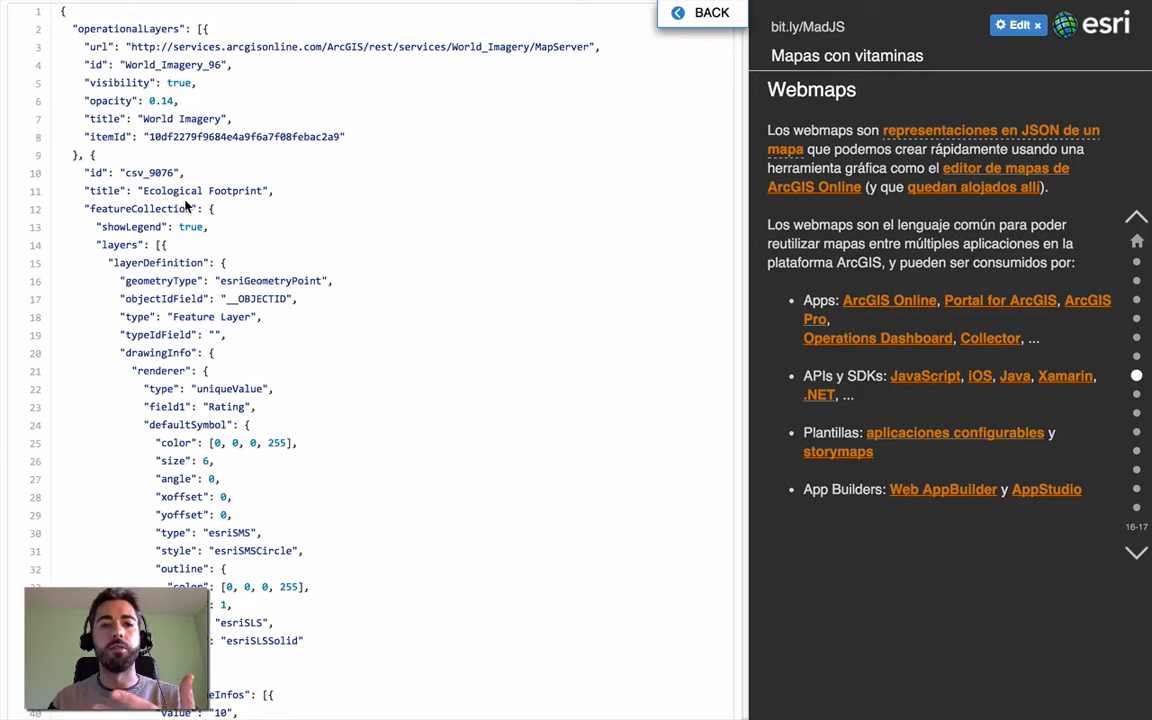 1 {
2 "operationalLayers": [{
3 "url": "http://services.arcgisonline.com/ArcGIS/rest/services/World_Imagery/MapServer",
4 "id": "World_Imagery_96",
5 "visibility": true,
6 "opacity": 0.14,
7 "title": "World Imagery",
8 "itemId": "10df2279f9684e4a9f6a7f08febac2a9"
9 }, {
10 "id": "csv_9076",
11 "title": "Ecological Footprint",
12 "featureCollection": {
13 "showLegend": true,
14 "layers": [{
15 "layerDefinition": {
16 "geometryType": "esriGeometryPoint",
17 "objectIdField": "__OBJECTID",
18 "type": "Feature Layer",
19 "typeIdField": "",
20 "drawingInfo": {
21 "renderer": {
22 "type": "uniqueValue",
23 "field1": "Rating",
24 "defaultSymbol": {
25 "color": [0, 0, 0, 255],
26 "size": 6,
27 "angle": 0,
28 "xoffset": 0,
29 "yoffset": 0,
30 "type": "esriSMS",
31 "style": "esriSMSCircle",
32 "outline": {
"color": [0, 0, 0, 255],
1,
"esriSLS",
"esriSLSSolid"
eInfos": [{
40 "value": "10",
BACK
bit.ly/MadJS
Edit ×
esri
Mapas con vitaminas
Webmaps
Los webmaps son representaciones en JSON de un
mapa que podemos crear rápidamente usando una
herramienta gráfica como el editor de mapas de
ArcGIS Online (y que quedan alojados allí).
Los webmaps son el lenguaje común para poder
reutilizar mapas entre múltiples aplicaciones en la
plataforma ArcGIS, y pueden ser consumidos por:
• Apps: ArcGIS Online, Portal for ArcGIS, ArcGIS
Pro,
Operations Dashboard, Collector, ...
• APIs y SDKs: JavaScript, iOS, Java, Xamarin,
.NET, ...
• Plantillas: aplicaciones configurables y
storymaps
• App Builders: Web AppBuilder y AppStudio
16-17